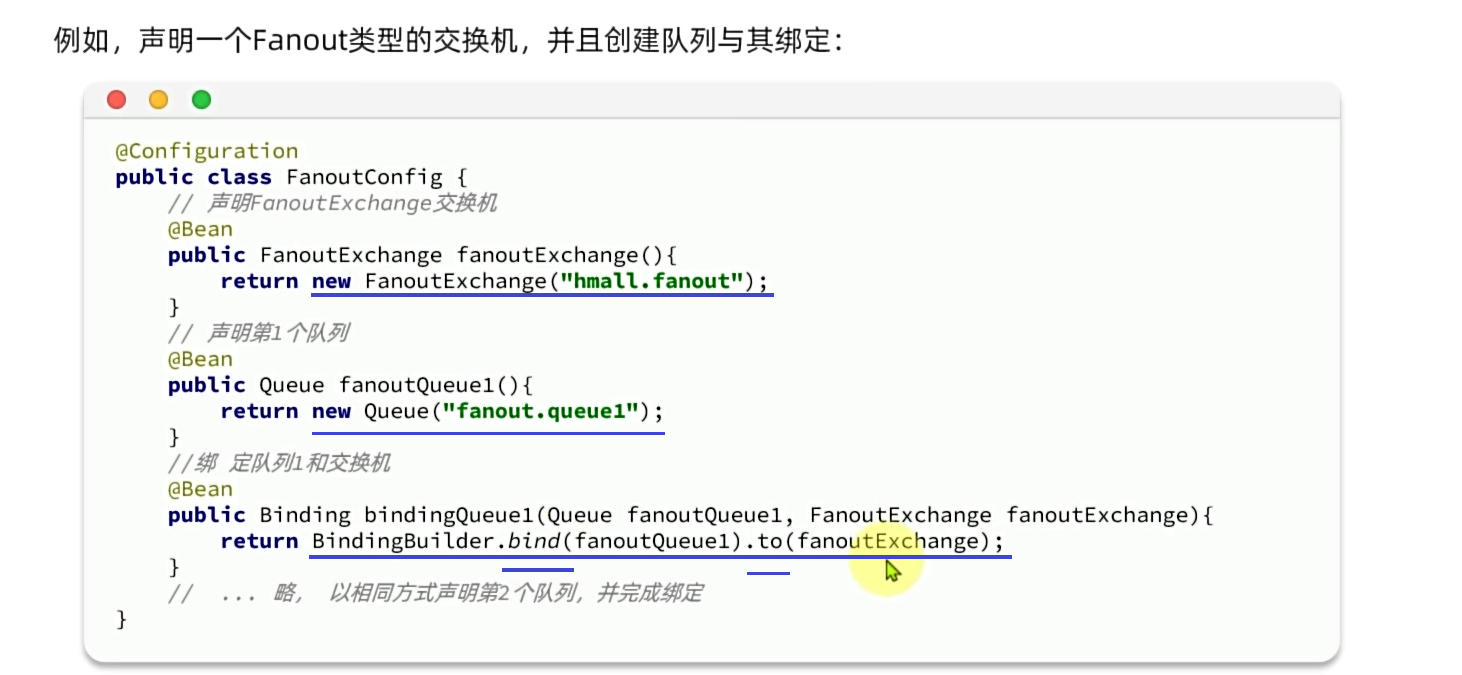 例如，声明一个Fanout类型的交换机，并且创建队列与其绑定：
@Configuration
public class FanoutConfig {
// 声明FanoutExchange交换机
@Bean
public FanoutExchange fanoutExchange(){
return new FanoutExchange("hmall.fanout");
}
// 声明第1个队列
@Bean
public Queue fanoutQueue1(){
return new Queue("fanout.queue1");
}
//绑 定队列1和交换机
@Bean
public Binding bindingQueue1(Queue fanoutQueue1, FanoutExchange fanoutExchange){
return BindingBuilder.bind(fanoutQueue1).to(fanoutExchange);
}
// ... 略， 以相同方式声明第2个队列，并完成绑定
}